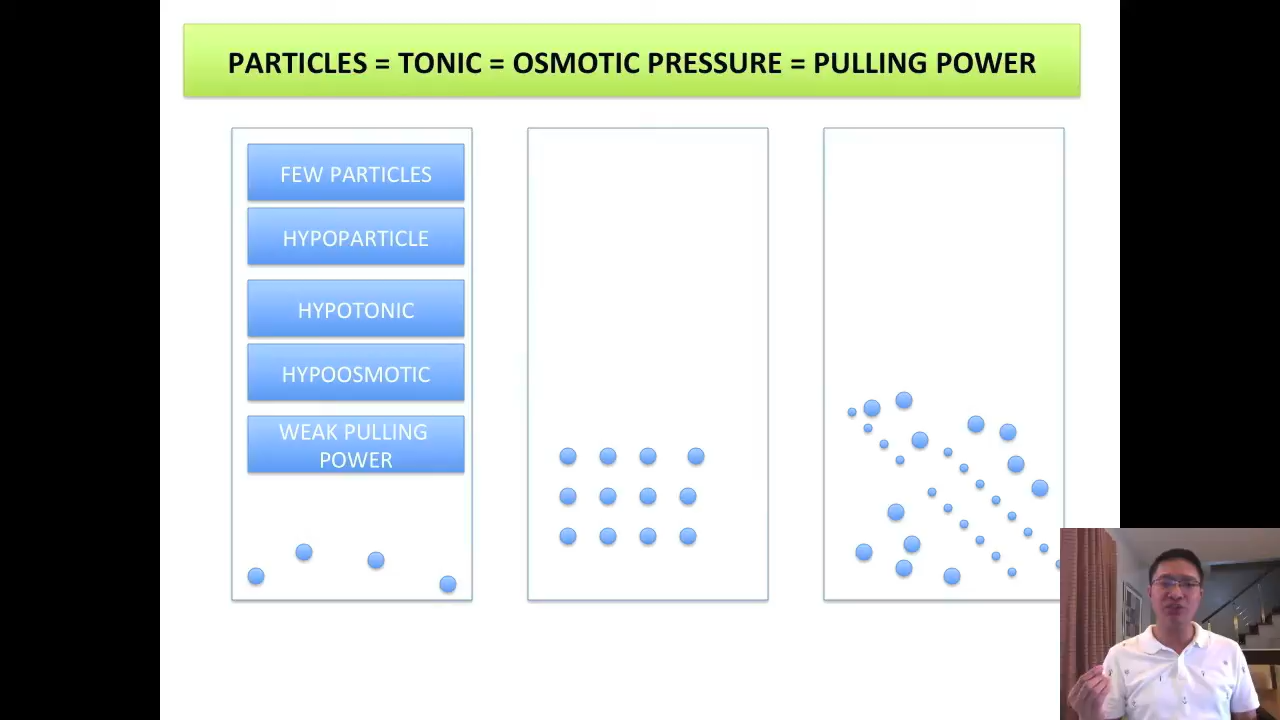 PARTICLES = TONIC = OSMOTIC PRESSURE = PULLING POWER
FEW PARTICLES
HYPOPARTICLE
HYPOTONIC
HYPOOSMOTIC
WEAK PULLING
POWER